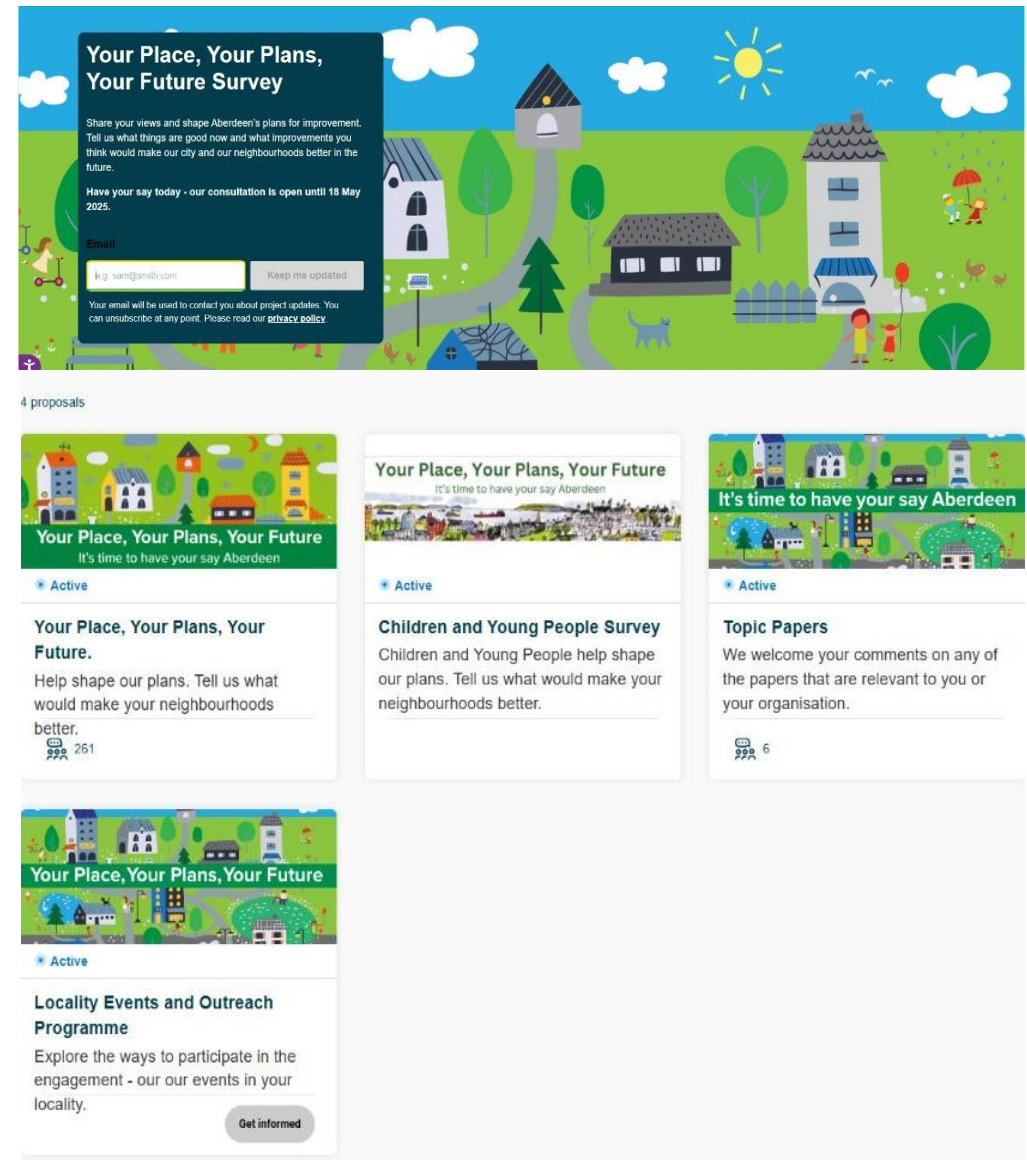 Your Place, Your Plans,
Your Future Survey
Share your views and shape Aberdeen's plans for improvement.
Tell us what things are good now and what improvements you
think would make our city and our neighbourhoods better in the
future.
Have your say today - our consultation is open until 18 May
2025.
Email
e.g. sam@smith.com
Keep me updated
Your email will be used to contact you about project updates. You
can unsubscribe at any point. Please read our privacy policy.
4 proposals
Your Place, Your Plans, Your Future
It's time to have your say Aberdeen
Active
Your Place, Your Plans, Your
Future.
Help shape our plans. Tell us what
would make your neighbourhoods
better.
261
Your Place, Your Plans, Your Future
It's time to have your say Aberdeen
Active
Children and Young People Survey
Children and Young People help shape
our plans. Tell us what would make your
neighbourhoods better.
It's time to have your say Aberdeen
Active
Topic Papers
We welcome your comments on any of
the papers that are relevant to you or
your organisation.
6
Your Place, Your Plans, Your Future
Active
Locality Events and Outreach
Programme
Explore the ways to participate in the
engagement - our our events in your
locality.
Get informed